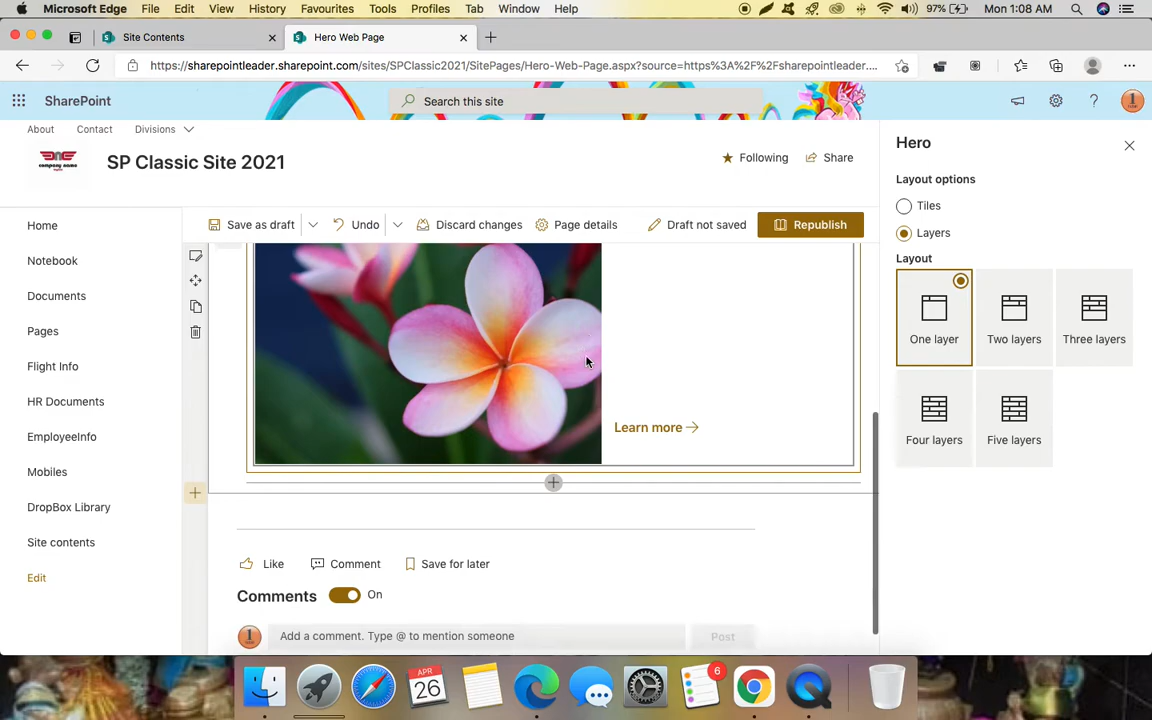 Microsoft Edge File Edit View History Favourites Tools Profiles Tab Window Help 97% Mon 1:08 AM
Site Contents
Hero Web Page
https://sharepointleader.sharepoint.com/sites/SPClassic2021/SitePages/Hero-Web-Page.aspx?source=https%3A%2F%2Fsharepointleader....
SharePoint
Search this site
1
About Contact Divisions
SP Classic Site 2021
Following Share
Home
Notebook
Documents
Pages
Flight Info
HR Documents
EmployeeInfo
Mobiles
DropBox Library
Site contents
Edit
Save as draft Undo Discard changes Page details Draft not saved Republish
Learn more
Like Comment Save for later
Comments On
1
Add a comment. Type @ to mention someone
Post
Hero
Layout options
Tiles
Layers
Layout
One layer Two layers Three layers
Four layers Five layers
APR
26
6